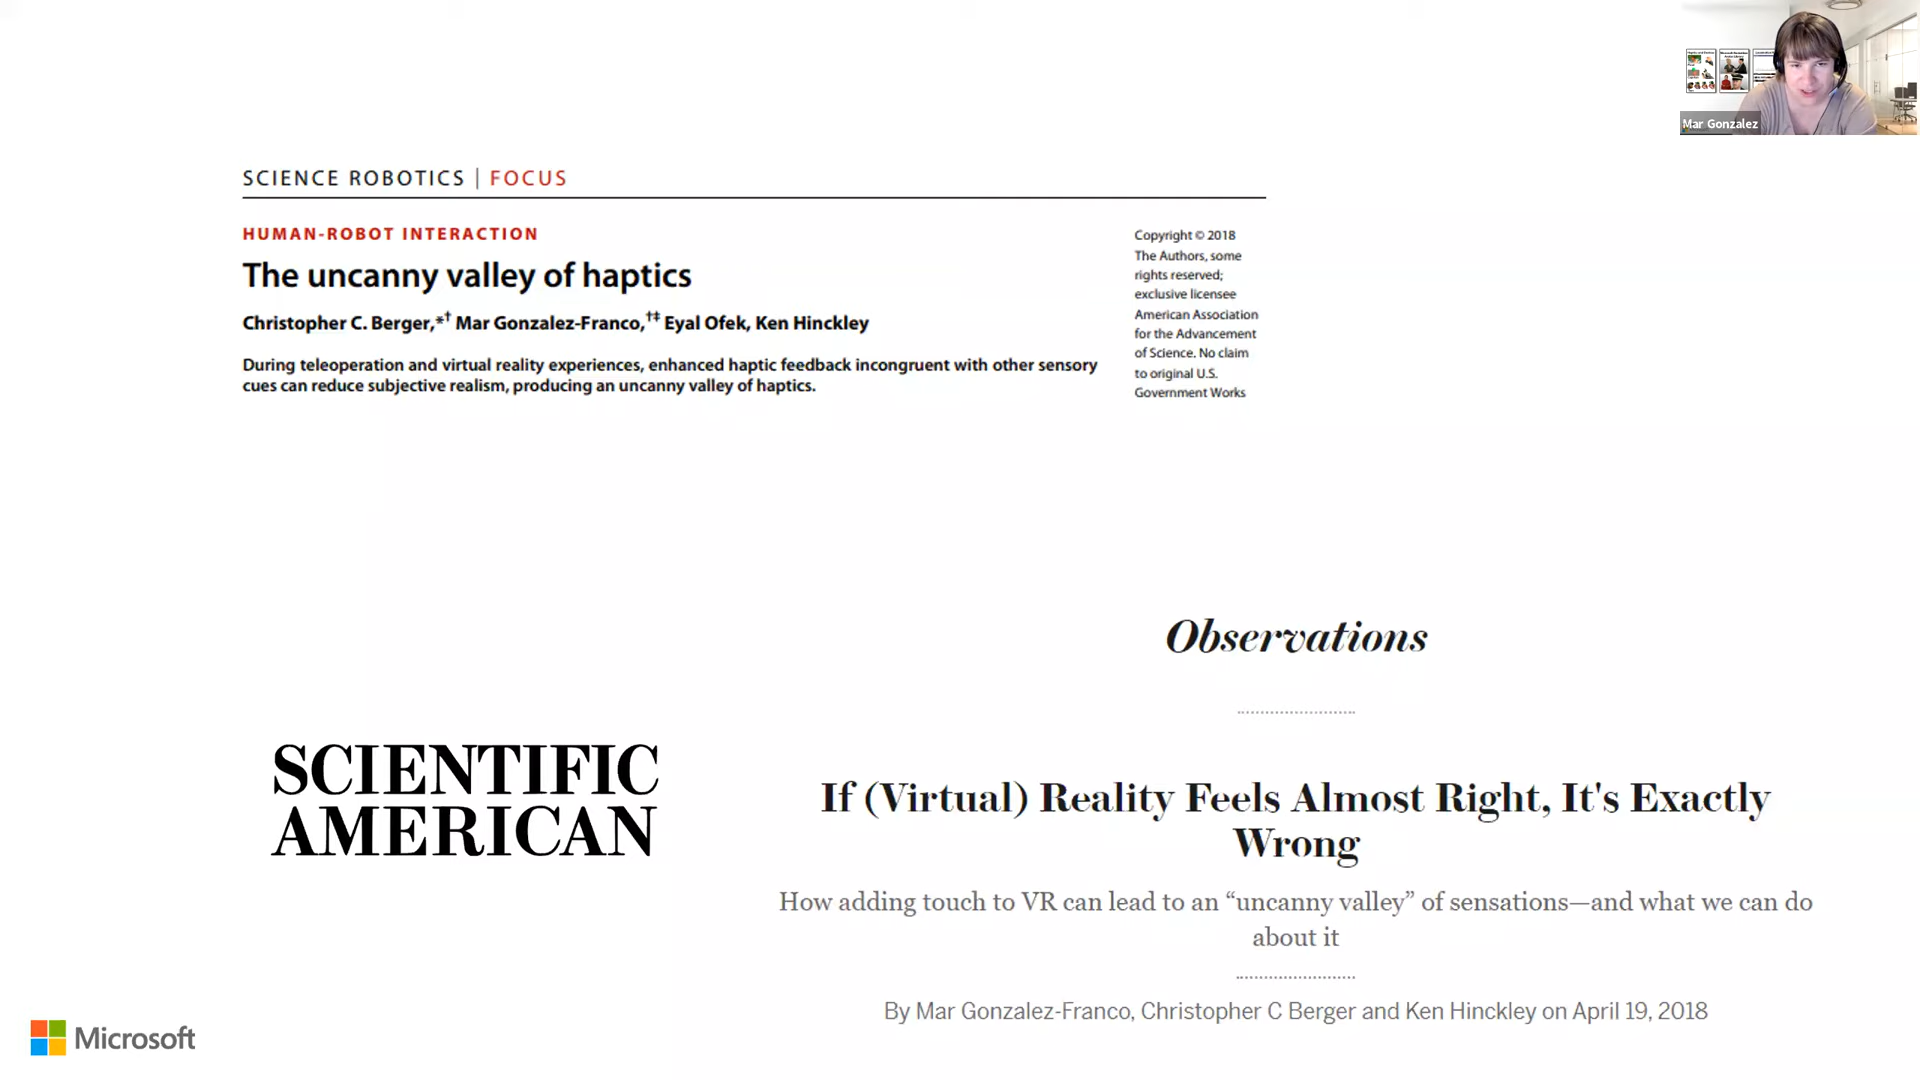 Mar Gonzalez
SCIENCE ROBOTICS | FOCUS
HUMAN-ROBOT INTERACTION
The uncanny valley of haptics
Christopher C. Berger,*† Mar Gonzalez-Franco,†‡ Eyal Ofek, Ken Hinckley
During teleoperation and virtual reality experiences, enhanced haptic feedback incongruent with other sensory
cues can reduce subjective realism, producing an uncanny valley of haptics.
Copyright © 2018
The Authors, some
rights reserved;
exclusive licensee
American Association
for the Advancement
of Science. No claim
to original U.S.
Government Works
Observations
SCIENTIFIC
AMERICAN
If (Virtual) Reality Feels Almost Right, It's Exactly
Wrong
How adding touch to VR can lead to an “uncanny valley” of sensations—and what we can do
about it
By Mar Gonzalez-Franco, Christopher C Berger and Ken Hinckley on April 19, 2018
Microsoft